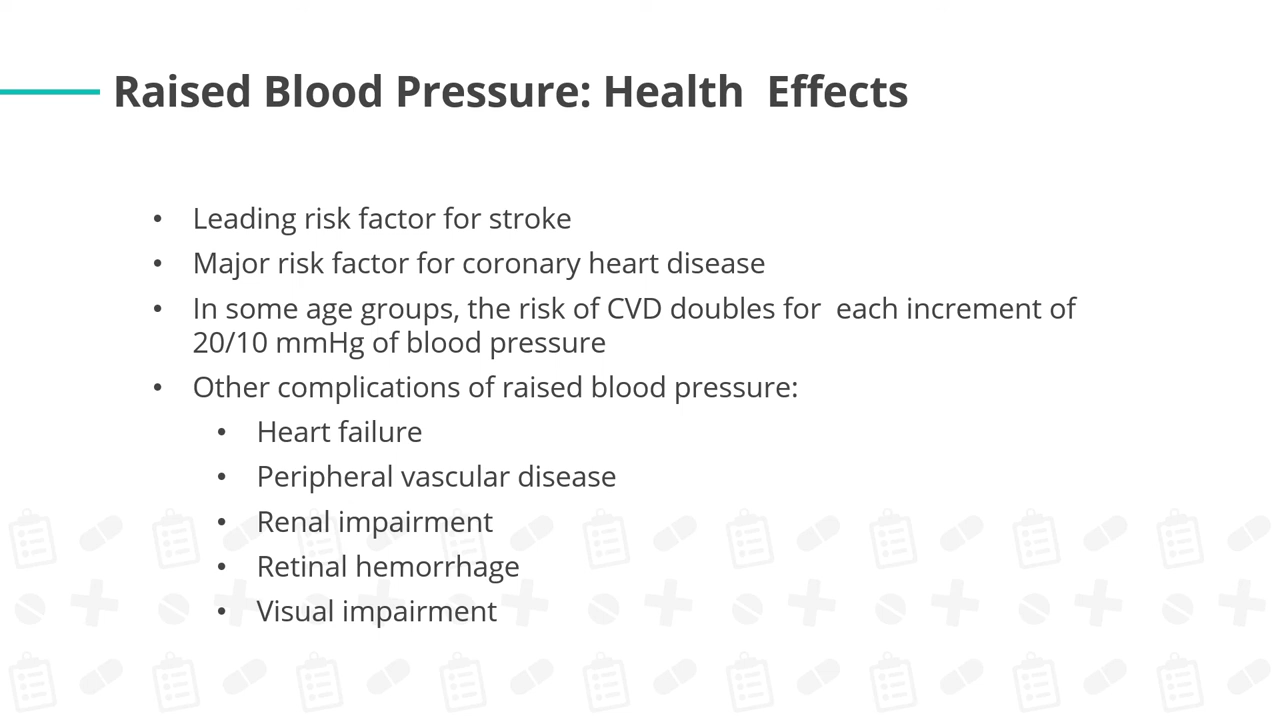 Raised Blood Pressure: Health  Effects
• Leading risk factor for stroke
• Major risk factor for coronary heart disease
• In some age groups, the risk of CVD doubles for  each increment of
20/10 mmHg of blood pressure
• Other complications of raised blood pressure:
• Heart failure
• Peripheral vascular disease
• Renal impairment
• Retinal hemorrhage
• Visual impairment